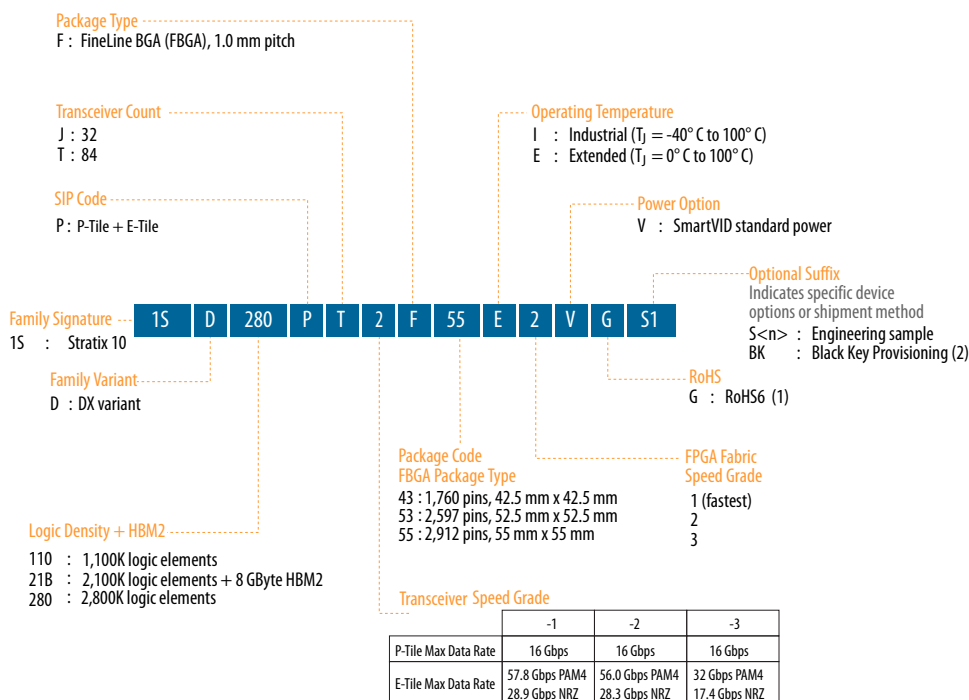 Package Type
F : FineLine BGA (FBGA), 1.0 mm pitch
Transceiver Count
J : 32
T : 84
SIP Code
P : P-Tile + E-Tile
Operating Temperature
I : Industrial (TJ = -40° C to 100° C)
E : Extended (TJ = 0° C to 100° C)
Power Option
V : SmartVID standard power
Optional Suffix
Indicates specific device
options or shipment method
S<n> : Engineering sample
BK : Black Key Provisioning (2)
Family Signature
1S : Stratix 10
1S D 280 P T 2 F 55 E 2 V G S1
Family Variant
D : DX variant
RoHS
G : RoHS6 (1)
Package Code
FBGA Package Type
43 : 1,760 pins, 42.5 mm x 42.5 mm
53 : 2,597 pins, 52.5 mm x 52.5 mm
55 : 2,912 pins, 55 mm x 55 mm
FPGA Fabric
Speed Grade
1 (fastest)
2
3
Logic Density + HBM2
110 : 1,100K logic elements
21B : 2,100K logic elements + 8 GByte HBM2
280 : 2,800K logic elements
Transceiver Speed Grade
-1 -2 -3
P-Tile Max Data Rate 16 Gbps 16 Gbps 16 Gbps
E-Tile Max Data Rate 57.8 Gbps PAM4 56.0 Gbps PAM4 32 Gbps PAM4
28.9 Gbps NRZ 28.3 Gbps NRZ 17.4 Gbps NRZ